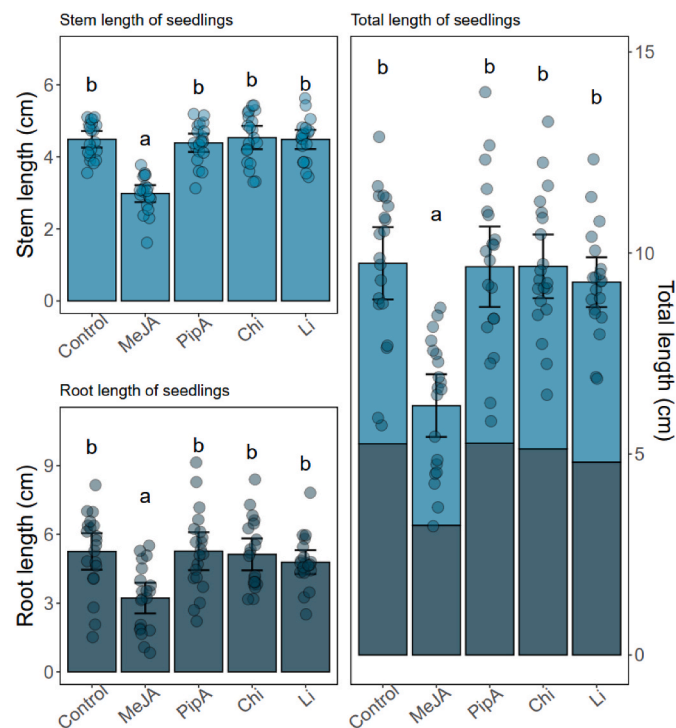 Stem length of seedlings
Stem length (cm)
6
4
2
0
b
a
b
b
b
Control
MeJA
PipA
Chi
Li
Root length of seedlings
Root length (cm)
9
6
3
0
b
a
b
b
b
Control
MeJA
PipA
Chi
Li
Total length of seedlings
Total length (cm)
15
10
5
0
b
a
b
b
b
Control
MeJA
PipA
Chi
Li